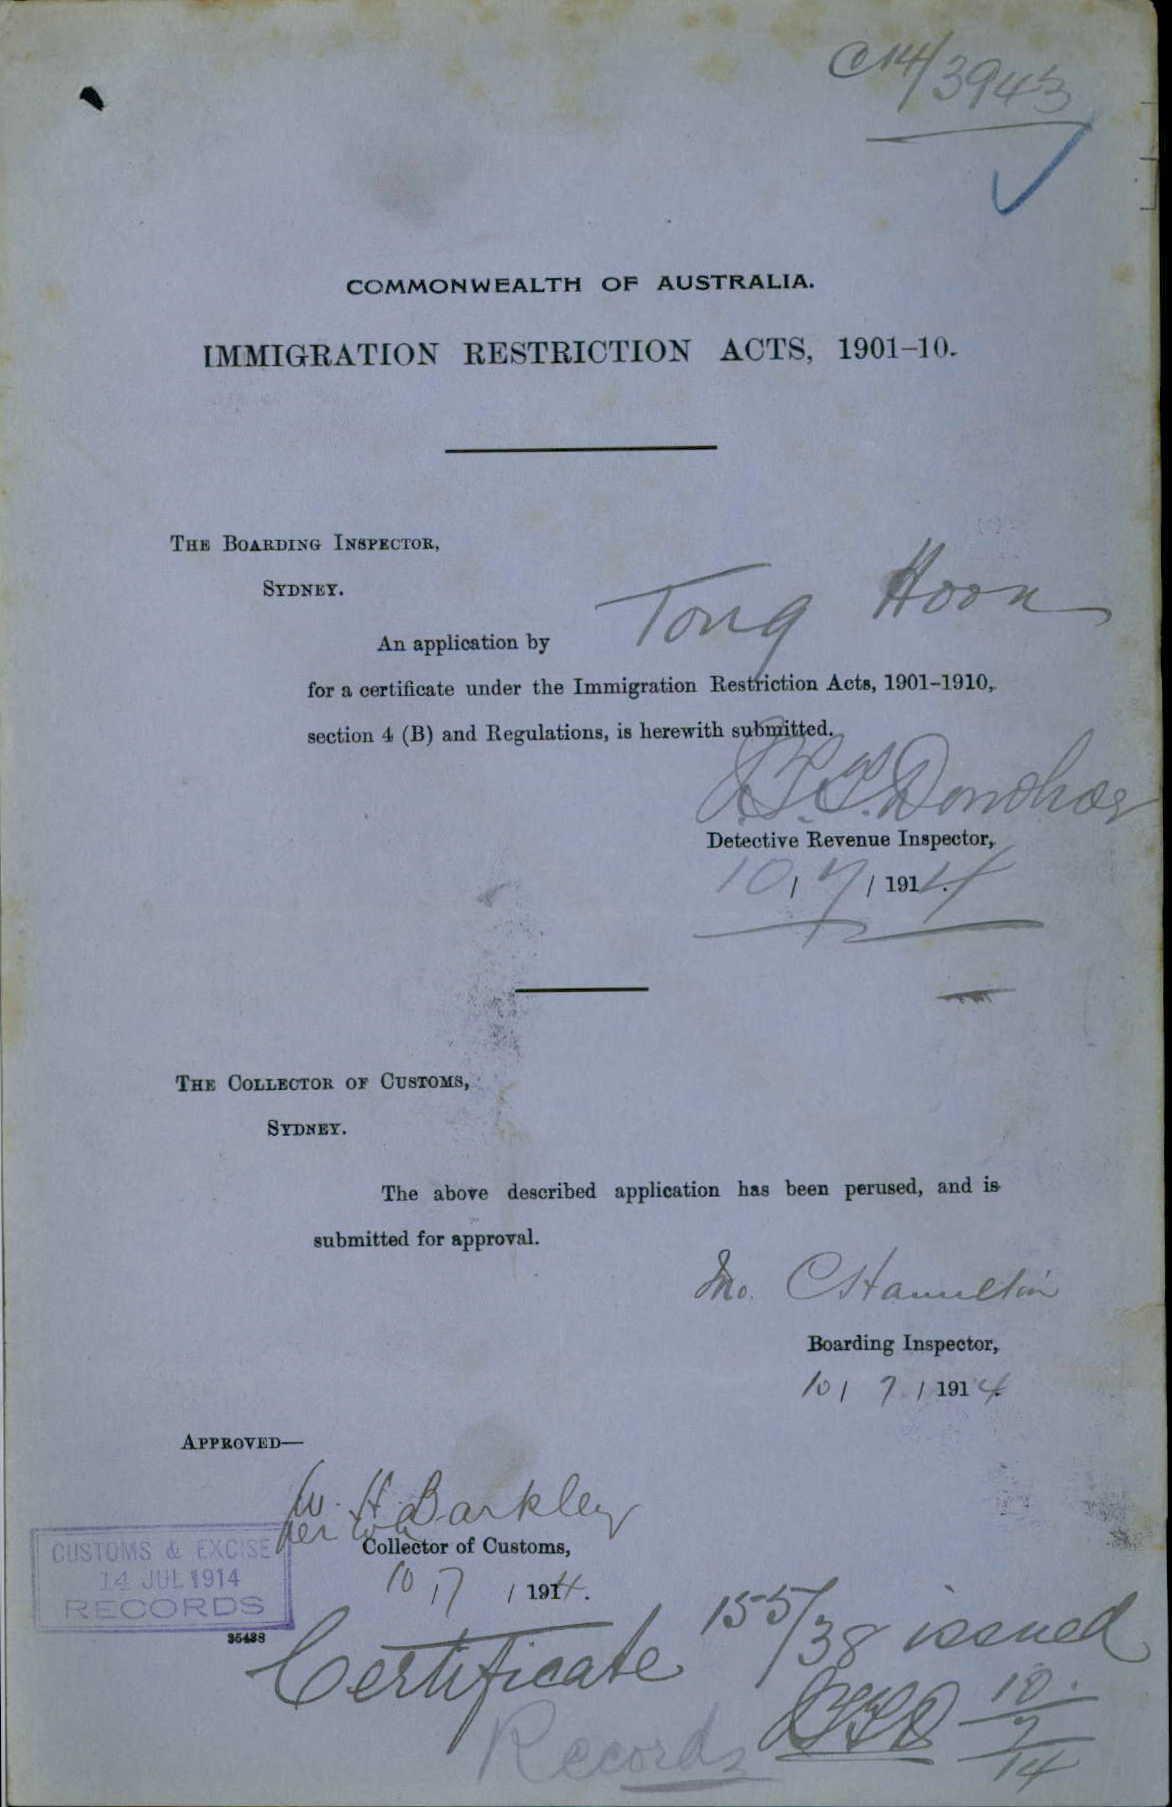 C14/3943
COMMONWEALTH OF AUSTRALIA.
IMMIGRATION RESTRICTION ACTS, 1901-10.
THE BOARDING INSPECTOR,
SYDNEY.
An application by Tong Hoon
for a certificate under the Immigration Restriction Acts, 1901-1910,
section 4 (B) and Regulations, is herewith submitted.
Donohoe
Detective Revenue Inspector,
10 / 7 / 1914.
THE COLLECTOR OF CUSTOMS,
SYDNEY.
The above described application has been perused, and is
submitted for approval.
Jno. C Hamilton
Boarding Inspector,
10 / 7 / 1914
APPROVED—
W. H. Barkley
per
Collector of Customs,
10 / 7 / 1914.
CUSTOMS & EXCISE
14 JUL 1914
RECORDS
35438
Certificate 155/38 issued
10.
7
14
Records